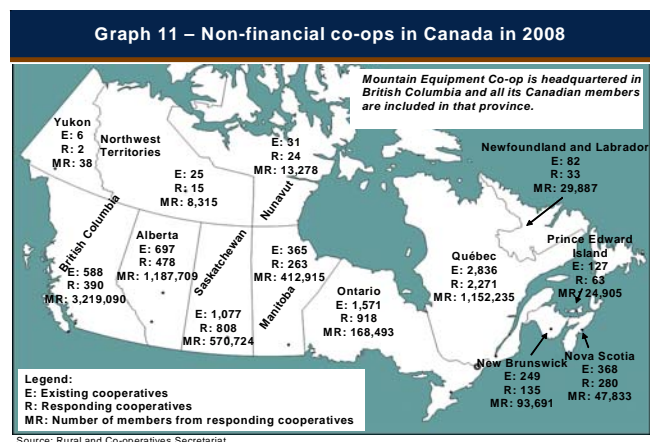 Graph 11 – Non-financial co-ops in Canada in 2008
Mountain Equipment Co-op is headquartered in
British Columbia and all its Canadian members
are included in that province.
Yukon
E: 6
R: 2
MR: 38
Northwest
Territories
E: 25
R: 15
MR: 8,315
E: 31
R: 24
MR: 13,278
Nunavut
Newfoundland and Labrador
E: 82
R: 33
MR: 29,887
British Columbia
E: 588
R: 390
MR: 3,219,090
Alberta
E: 697
R: 478
MR: 1,187,709
Saskatchewan
E: 1,077
R: 808
MR: 570,724
E: 365
R: 263
MR: 412,915
Manitoba
Ontario
E: 1,571
R: 918
MR: 168,493
Québec
E: 2,836
R: 2,271
MR: 1,152,235
Prince Edward
Island
E: 127
R: 63
MR: 24,905
New Brunswick
E: 249
R: 135
MR: 93,691
Nova Scotia
E: 368
R: 280
MR: 47,833
Legend:
E: Existing cooperatives
R: Responding cooperatives
MR: Number of members from responding cooperatives
Source: Rural and Co-operatives Secretariat